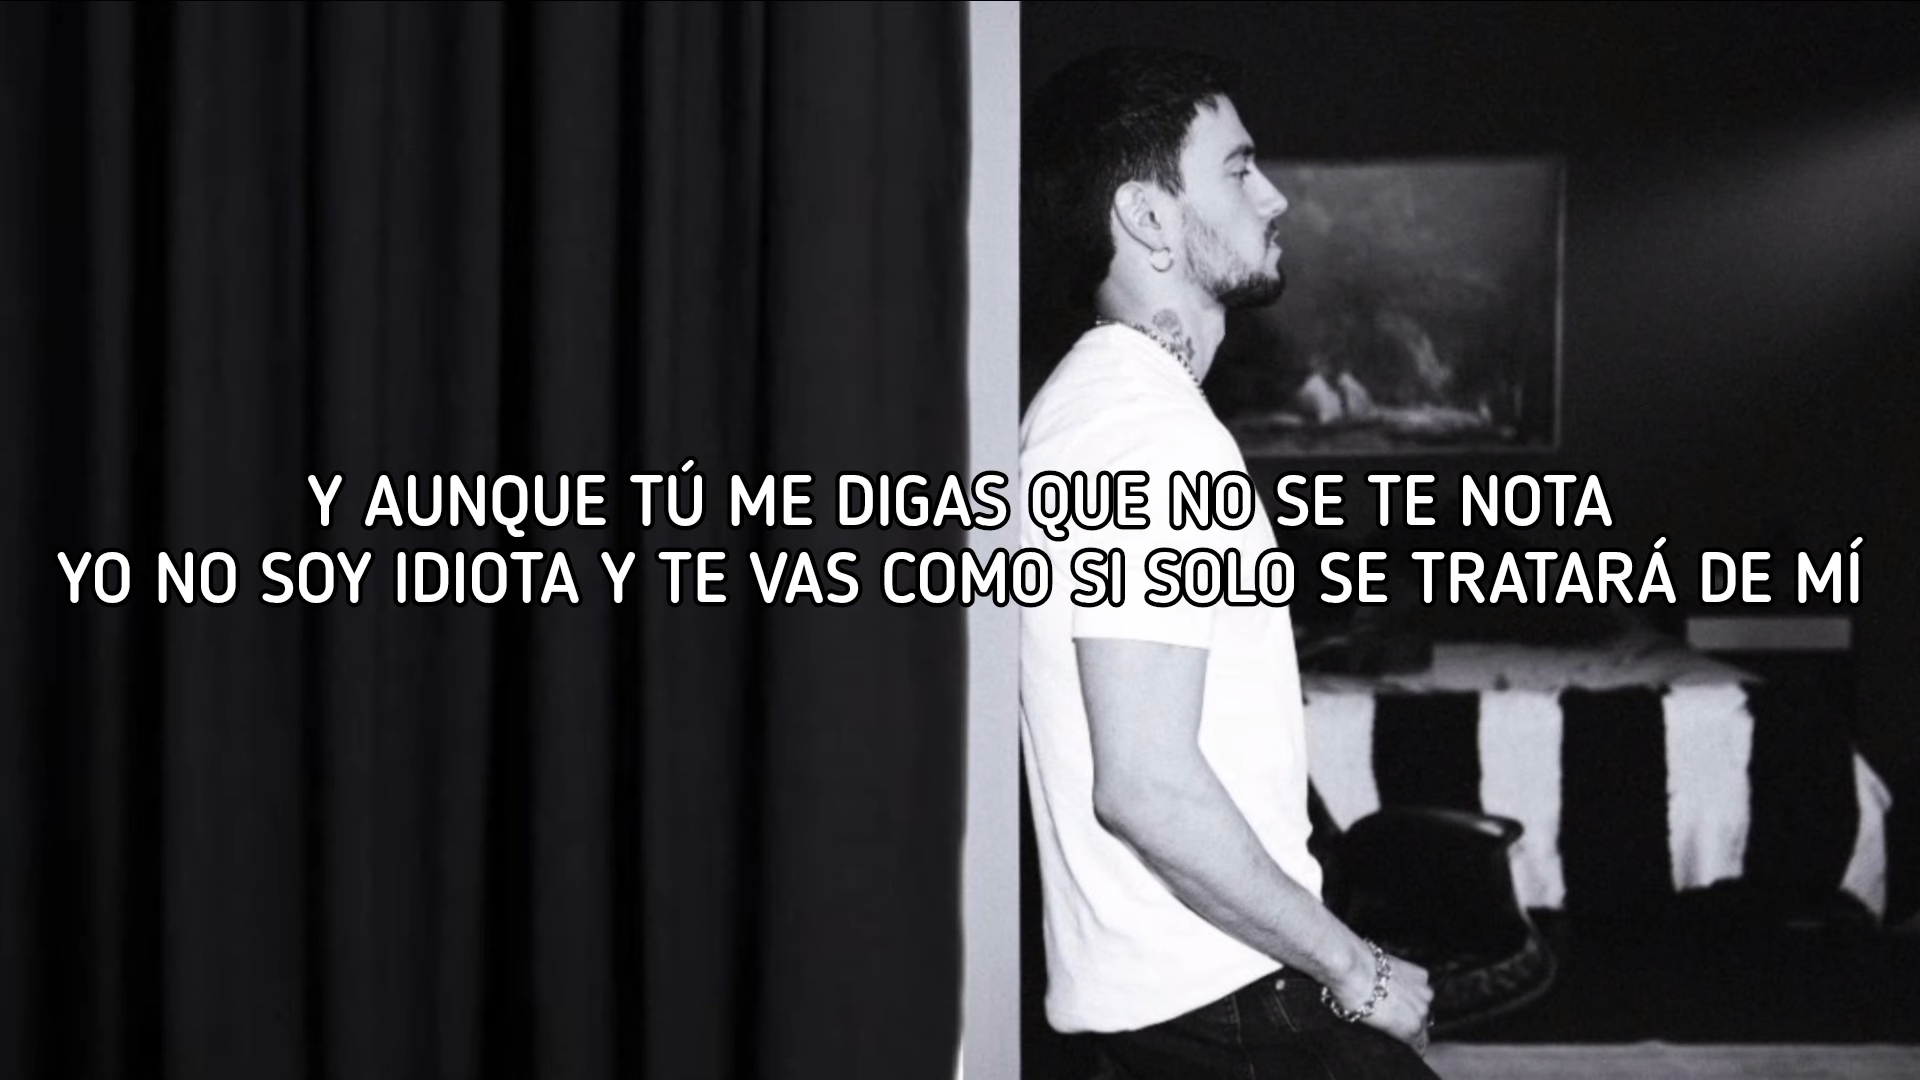 Y AUNQUE TÚ ME DIGAS QUE NO SE TE NOTA
YO NO SOY IDIOTA Y TE VAS COMO SI SOLO SE TRATARÁ DE MÍ